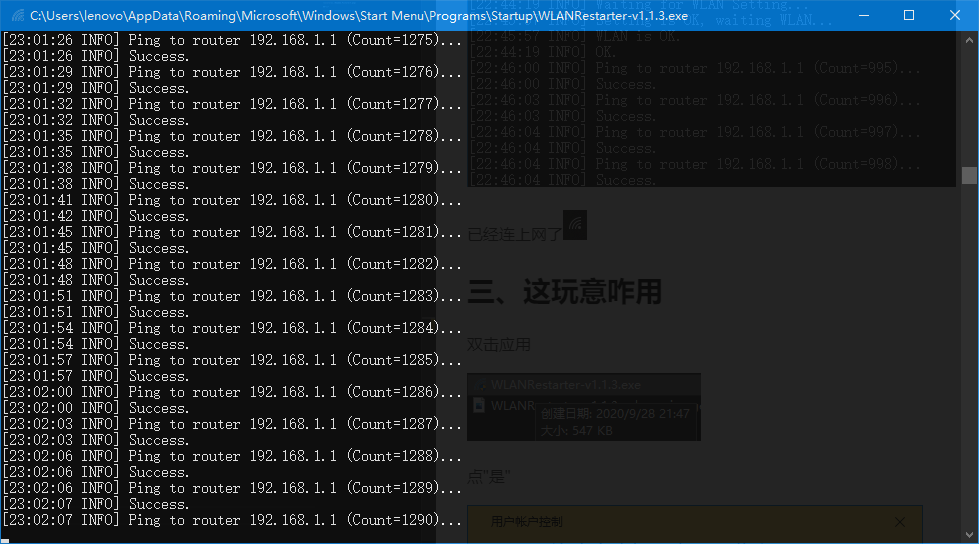 C:\Users\lenovo\AppData\Roaming\Microsoft\Windows\Start Menu\Programs\Startup\WLANRestarter-v1.1.3.exe
[23:01:26 INFO] Ping to router 192.168.1.1 (Count=1275)...
[23:01:26 INFO] Success.
[23:01:29 INFO] Ping to router 192.168.1.1 (Count=1276)...
[23:01:29 INFO] Success.
[23:01:32 INFO] Ping to router 192.168.1.1 (Count=1277)...
[23:01:32 INFO] Success.
[23:01:35 INFO] Ping to router 192.168.1.1 (Count=1278)...
[23:01:35 INFO] Success.
[23:01:38 INFO] Ping to router 192.168.1.1 (Count=1279)...
[23:01:38 INFO] Success.
[23:01:41 INFO] Ping to router 192.168.1.1 (Count=1280)...
[23:01:42 INFO] Success.
[23:01:45 INFO] Ping to router 192.168.1.1 (Count=1281)...
[23:01:45 INFO] Success.
[23:01:48 INFO] Ping to router 192.168.1.1 (Count=1282)...
[23:01:48 INFO] Success.
[23:01:51 INFO] Ping to router 192.168.1.1 (Count=1283)...
[23:01:51 INFO] Success.
[23:01:54 INFO] Ping to router 192.168.1.1 (Count=1284)...
[23:01:54 INFO] Success.
[23:01:57 INFO] Ping to router 192.168.1.1 (Count=1285)...
[23:01:57 INFO] Success.
[23:02:00 INFO] Ping to router 192.168.1.1 (Count=1286)...
[23:02:00 INFO] Success.
[23:02:03 INFO] Ping to router 192.168.1.1 (Count=1287)...
[23:02:03 INFO] Success.
[23:02:06 INFO] Ping to router 192.168.1.1 (Count=1288)...
[23:02:06 INFO] Success.
[23:02:06 INFO] Ping to router 192.168.1.1 (Count=1289)...
[23:02:07 INFO] Success.
[23:02:07 INFO] Ping to router 192.168.1.1 (Count=1290)...
[22:44:19 INFO] Waiting for WLAN Setting...
OK, waiting WLAN...
[22:45:57 INFO] WLAN is OK.
[22:44:19 INFO] OK.
[22:46:00 INFO] Ping to router 192.168.1.1 (Count=995)...
[22:46:00 INFO] Success.
[22:46:03 INFO] Ping to router 192.168.1.1 (Count=996)...
[22:46:03 INFO] Success.
[22:46:04 INFO] Ping to router 192.168.1.1 (Count=997)...
[22:46:04 INFO] Success.
[22:46:04 INFO] Ping to router 192.168.1.1 (Count=998)...
[22:46:04 INFO] Success.
已经连上网了
三、这玩意咋用
双击应用
WLANRestarter-v1.1.3.exe
创建日期: 2020/9/28 21:47
大小: 547 KB
点"是"
用户帐户控制